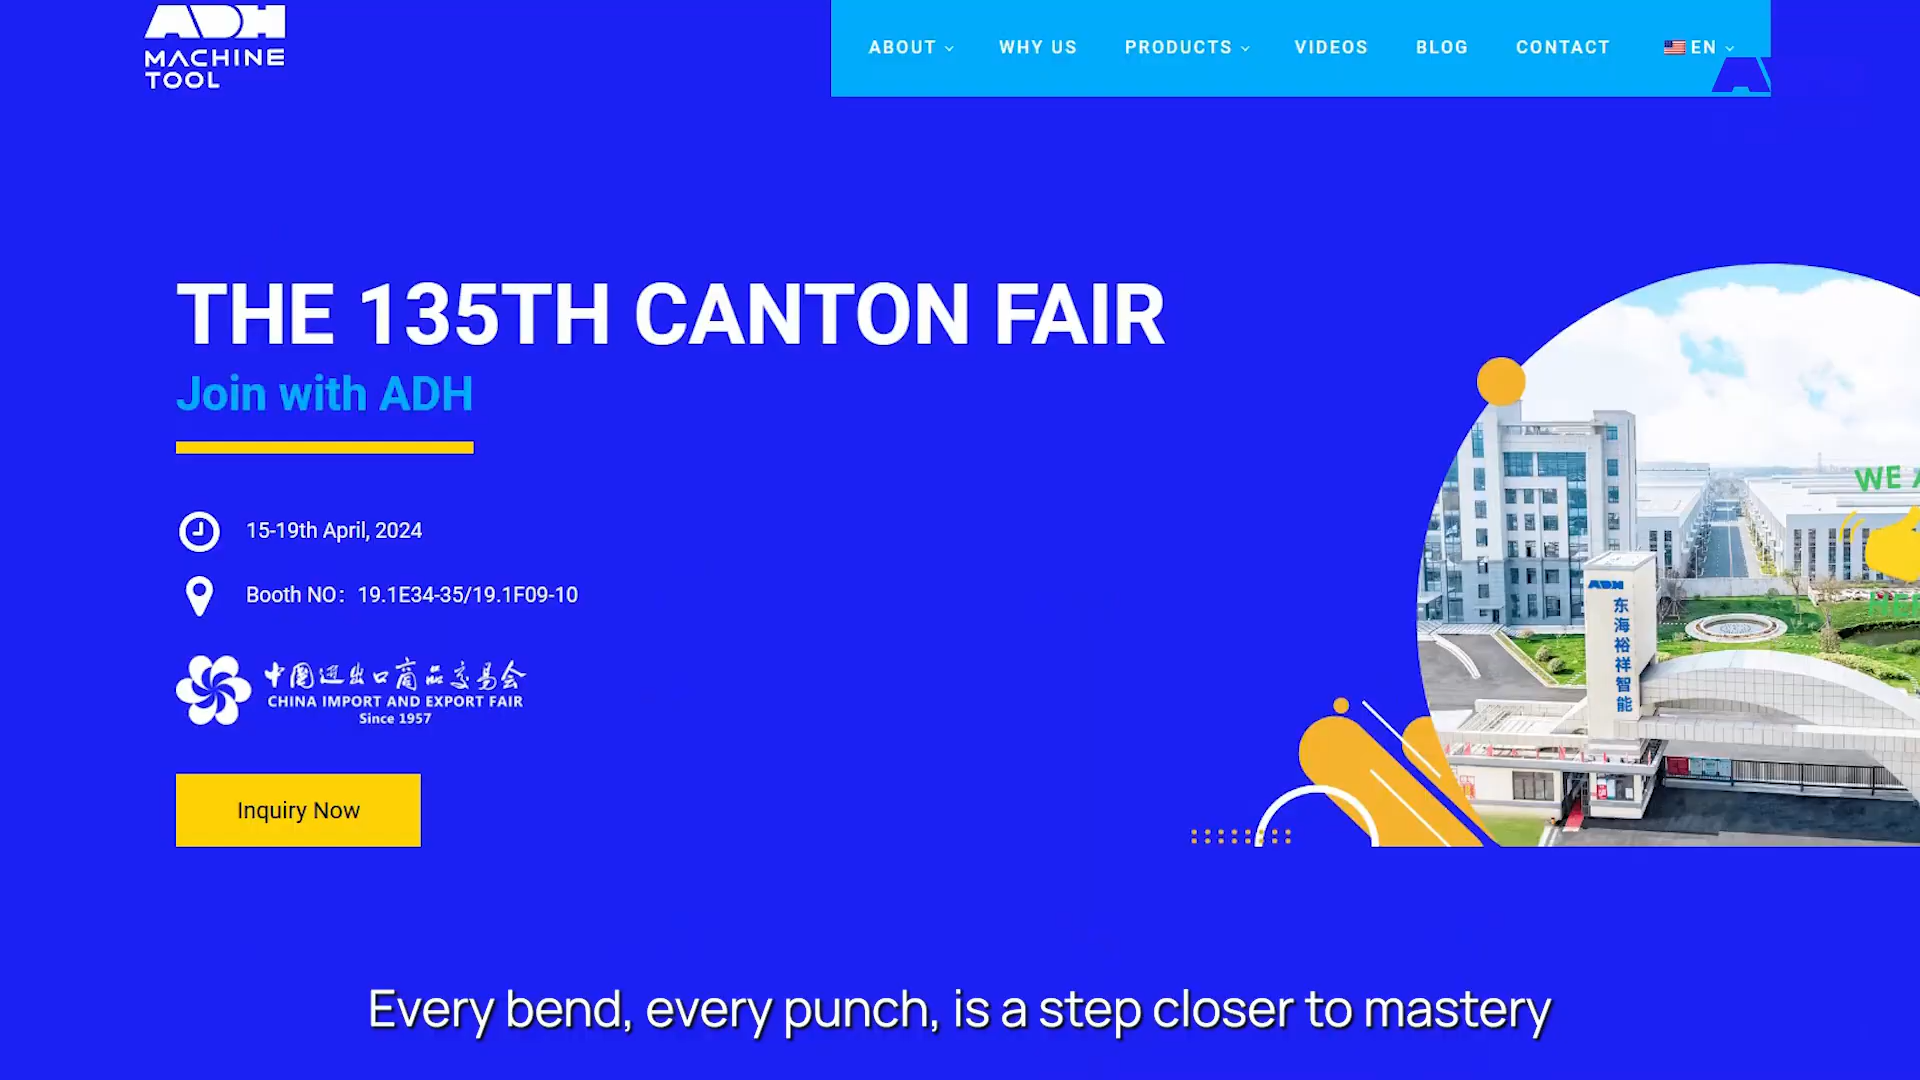 ADH
MACHINE
TOOL
ABOUT
WHY US
PRODUCTS
VIDEOS
BLOG
CONTACT
EN
THE 135TH CANTON FAIR
Join with ADH
15-19th April, 2024
Booth NO：19.1E34-35/19.1F09-10
中国进出口商品交易会
CHINA IMPORT AND EXPORT FAIR
Since 1957
Inquiry Now
WE A
HER
ADH
东海裕祥智能
Every bend, every punch, is a step closer to mastery